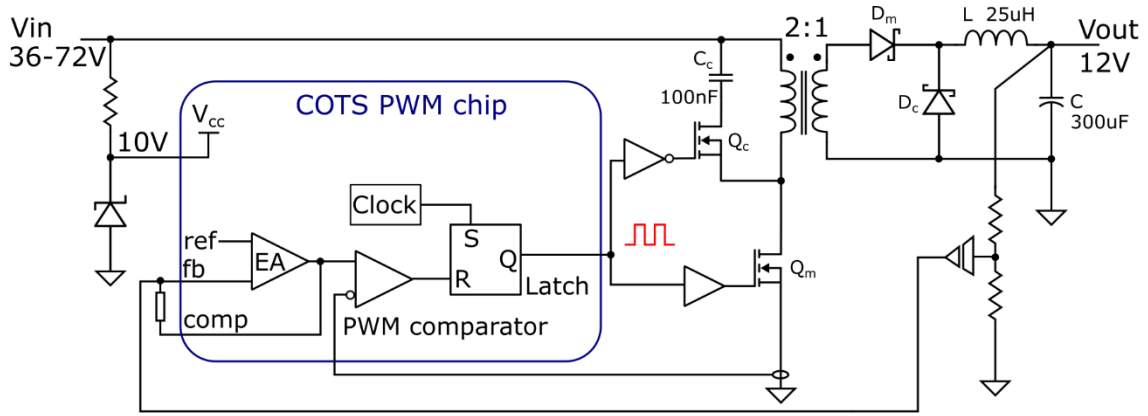 Vin
36-72V
COTS PWM chip
Vcc
10V
ref
fb
EA
comp
Clock
S
R
Q
Latch
PWM comparator
Cc
100nF
Qc
Qm
2:1
Dm
Dc
L 25uH
Vout
12V
C
300uF